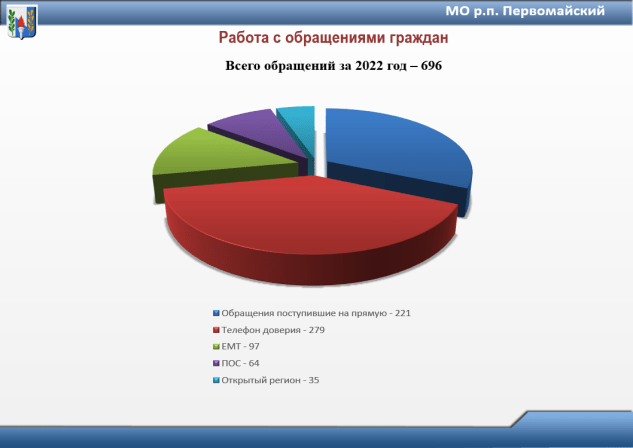 МО р.п. Первомайский
Работа с обращениями граждан
Всего обращений за 2022 год – 696
Обращения поступившие на прямую - 221
Телефон доверия - 279
ЕМТ - 97
ПОС - 64
Открытый регион - 35